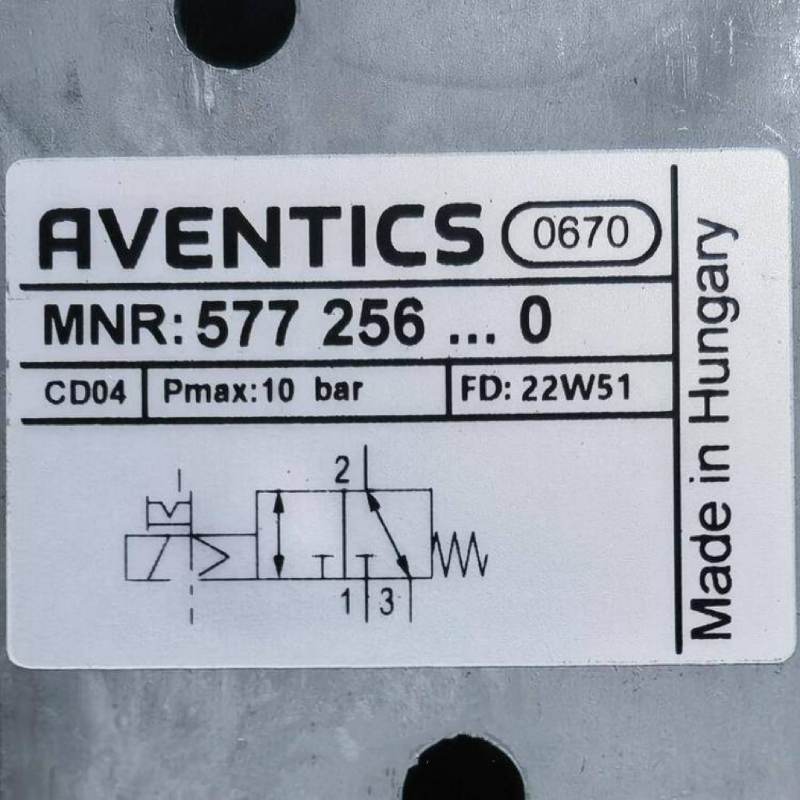 AVENTICS 0670
MNR: 577 256 ... 0
CD04 Pmax:10 bar FD: 22W51
2
1 3
Made in Hungary